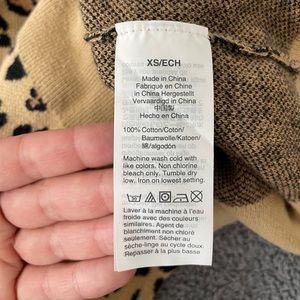 XS/ECH
Made in China
Fabriqué en Chine
In China Hergestellt
Vervaardigd in China
中国製
Hecho en China
100% Cotton/Coton/
Baumwolle/Katoen/
綿/algodón
Machine wash cold with
like colors. Non chlorine
bleach only. Tumble dry
low. Iron on lowest setting.
Laver à la machine à l'eau
froide avec des couleurs
similaires. Agent de
blanchiment non chloré
seulement. Sécher au
sèche-linge au cycle doux.
Repasser à la plus basse